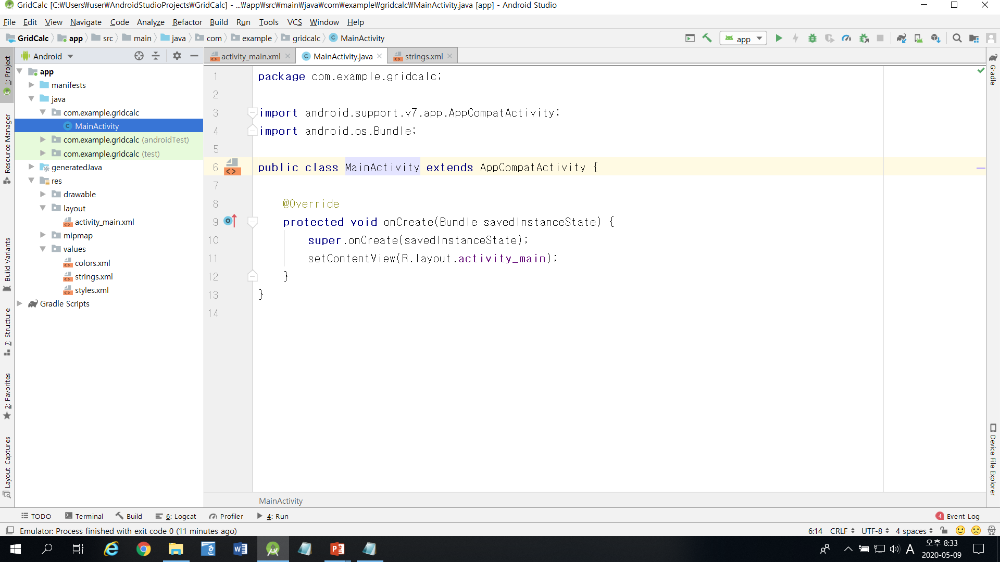 GridCalc [C:₩Users₩user₩AndroidStudioProjects₩GridCalc] - ...₩app₩src₩main₩java₩com₩example₩gridcalc₩MainActivity.java [app] - Android Studio
File Edit View Navigate Code Analyze Refactor Build Run Tools VCS Window Help
GridCalc app src main java com example gridcalc MainActivity
app
Android
activity_main.xml
MainActivity.java
strings.xml
1: Project
Resource Manager
Build Variants
7: Structure
2: Favorites
Layout Captures
app
manifests
java
com.example.gridcalc
MainActivity
com.example.gridcalc (androidTest)
com.example.gridcalc (test)
generatedJava
res
drawable
layout
activity_main.xml
mipmap
values
colors.xml
strings.xml
styles.xml
Gradle Scripts
1 package com.example.gridcalc;
2
3 import android.support.v7.app.AppCompatActivity;
4 import android.os.Bundle;
5
6 public class MainActivity extends AppCompatActivity {
7
8 @Override
9 protected void onCreate(Bundle savedInstanceState) {
10 super.onCreate(savedInstanceState);
11 setContentView(R.layout.activity_main);
12 }
13 }
14
Gradle
Device File Explorer
MainActivity
TODO Terminal Build 6: Logcat Profiler 4: Run
4 Event Log
Emulator: Process finished with exit code 0 (11 minutes ago)
6:14 CRLF UTF-8 4 spaces
A
오후 8:33
2020-05-09